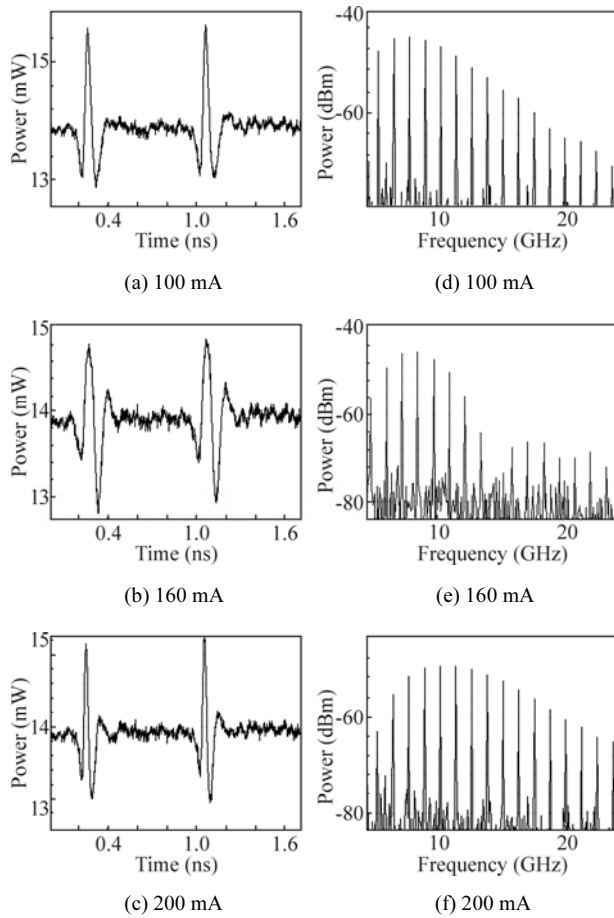 15
13
Power (mW)
0.4 1.0 1.6
Time (ns)
(a) 100 mA
-40
-60
Power (dBm)
10 20
Frequency (GHz)
(d) 100 mA
15
14
13
Power (mW)
0.4 1.0 1.6
Time (ns)
(b) 160 mA
-40
-60
-80
Power (dBm)
10 20
Frequency (GHz)
(e) 160 mA
15
14
13
Power (mW)
0.4 1.0 1.6
Time (ns)
(c) 200 mA
-60
-80
Power (dBm)
10 20
Frequency (GHz)
(f) 200 mA